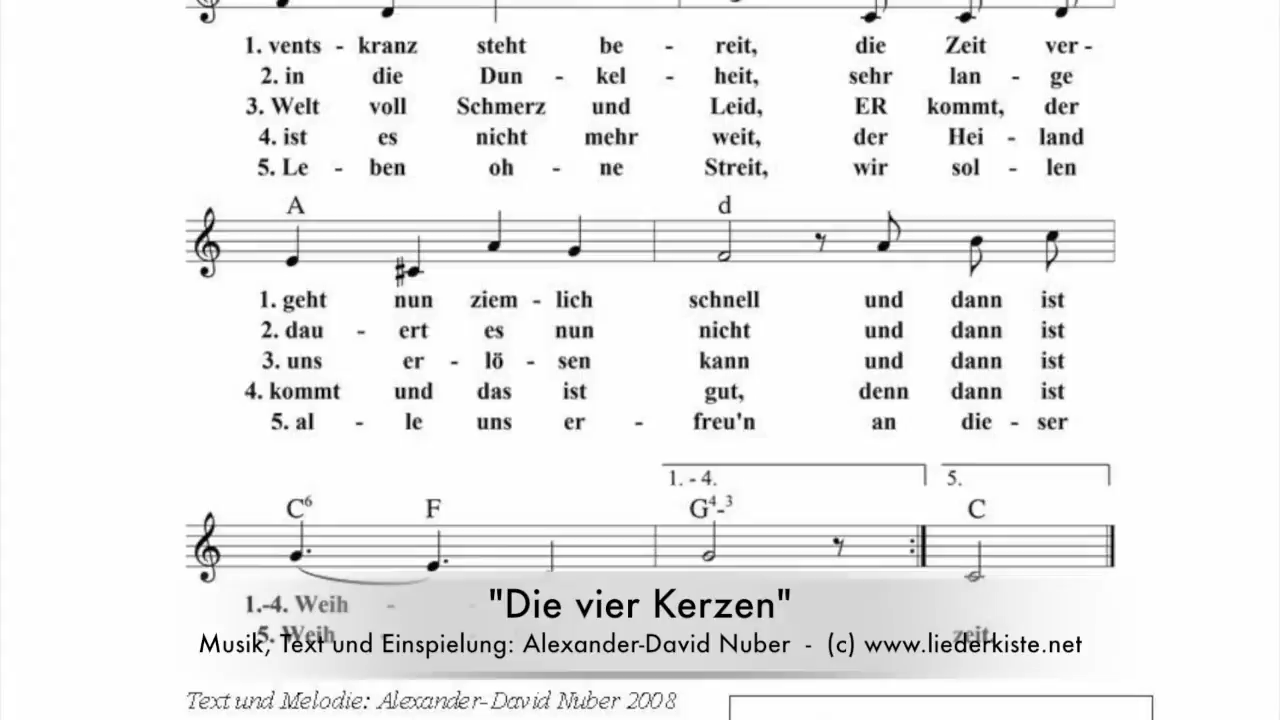 1. vents - kranz steht be - reit, die Zeit ver -
2. in die Dun - kel - heit, sehr lan - ge
3. Welt voll Schmerz und Leid, ER kommt, der
4. ist es nicht mehr weit, der Hei - land
5. Le - ben oh - ne Streit, wir sol - len
A d
1. geht nun ziem - lich schnell und dann ist
2. dau - ert es nun nicht und dann ist
3. uns er - lö - sen kann und dann ist
4. kommt und das ist gut, denn dann ist
5. al - le uns er - freu'n an die - ser
1. - 4. 5.
C6 F G4-3 C
1.-4. Weih -
"Die vier Kerzen"
5. Weih zeit.
Musik, Text und Einspielung: Alexander-David Nuber - (c) www.liederkiste.net
Text und Melodie: Alexander-David Nuber 2008